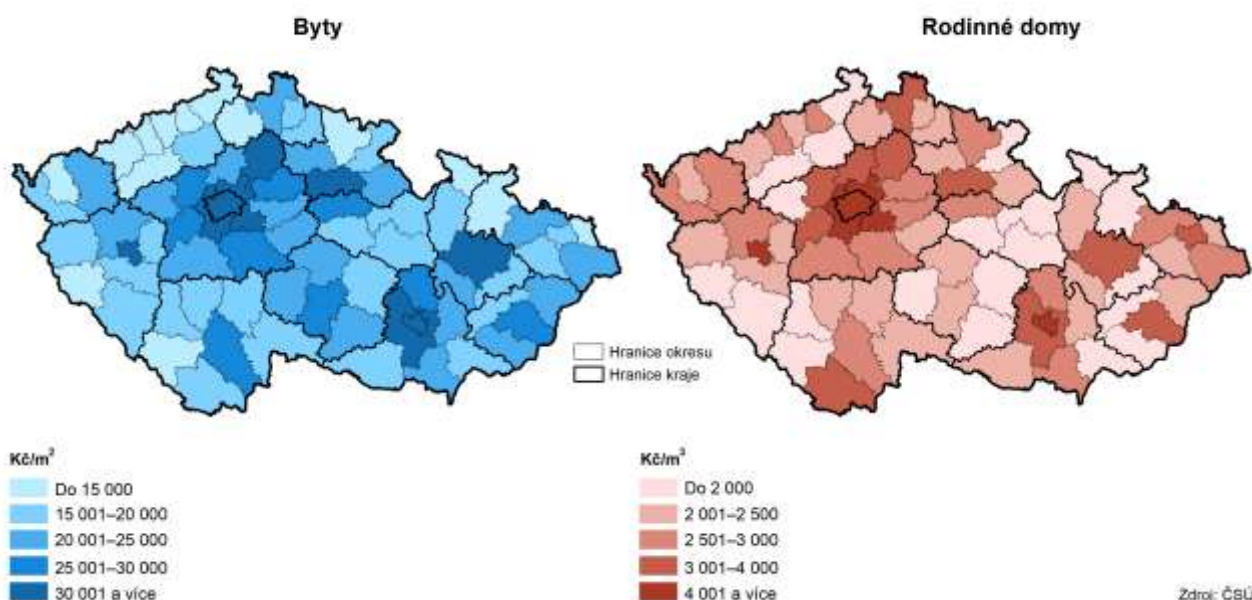 Byty
Rodinné domy
Hranice okresu
Hranice kraje
Kč/m²
Do 15 000
15 001–20 000
20 001–25 000
25 001–30 000
30 001 a více
Kč/m³
Do 2 000
2 001–2 500
2 501–3 000
3 001–4 000
4 001 a více
Zdroj: ČSÚ